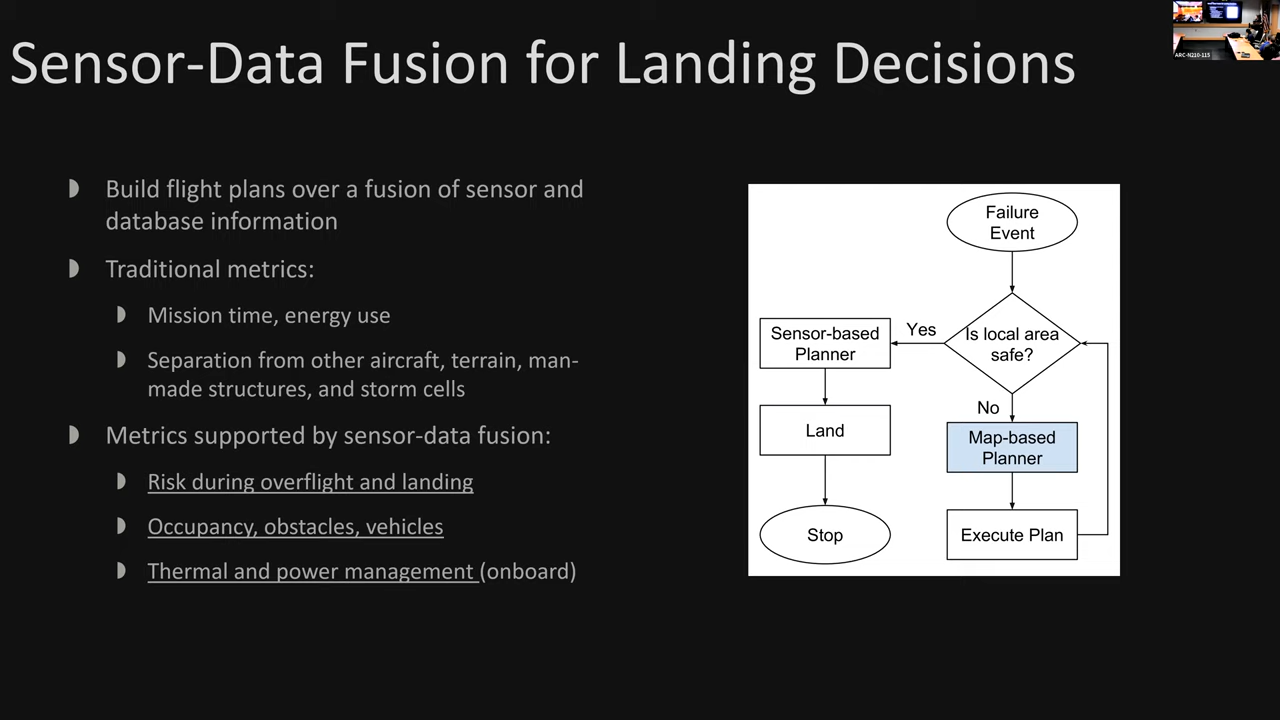 Sensor-Data Fusion for Landing Decisions
Build flight plans over a fusion of sensor and
database information
Traditional metrics:
Mission time, energy use
Separation from other aircraft, terrain, man-
made structures, and storm cells
Metrics supported by sensor-data fusion:
Risk during overflight and landing
Occupancy, obstacles, vehicles
Thermal and power management (onboard)
Failure
Event
Is local area
safe?
Yes
Sensor-based
Planner
Land
Stop
No
Map-based
Planner
Execute Plan
ARC-N210-115